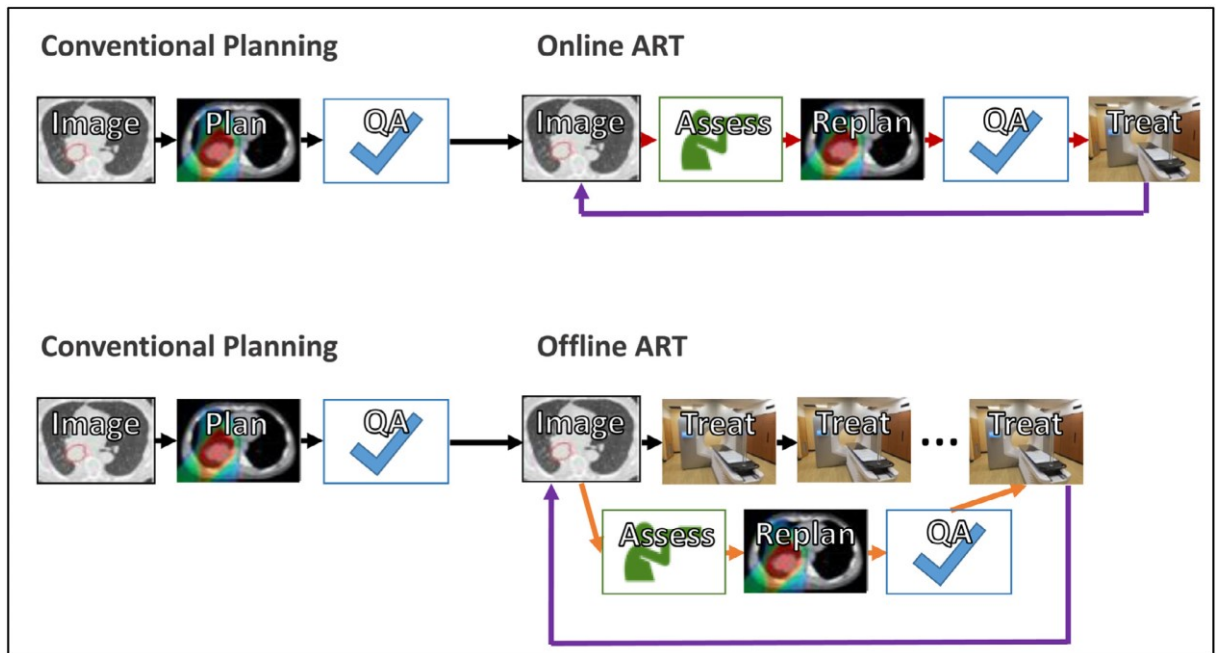 Conventional Planning Online ART
Image Plan QA Image Assess Replan QA Treat
Conventional Planning Offline ART
Image Plan QA Image Treat Treat ... Treat
Assess Replan QA